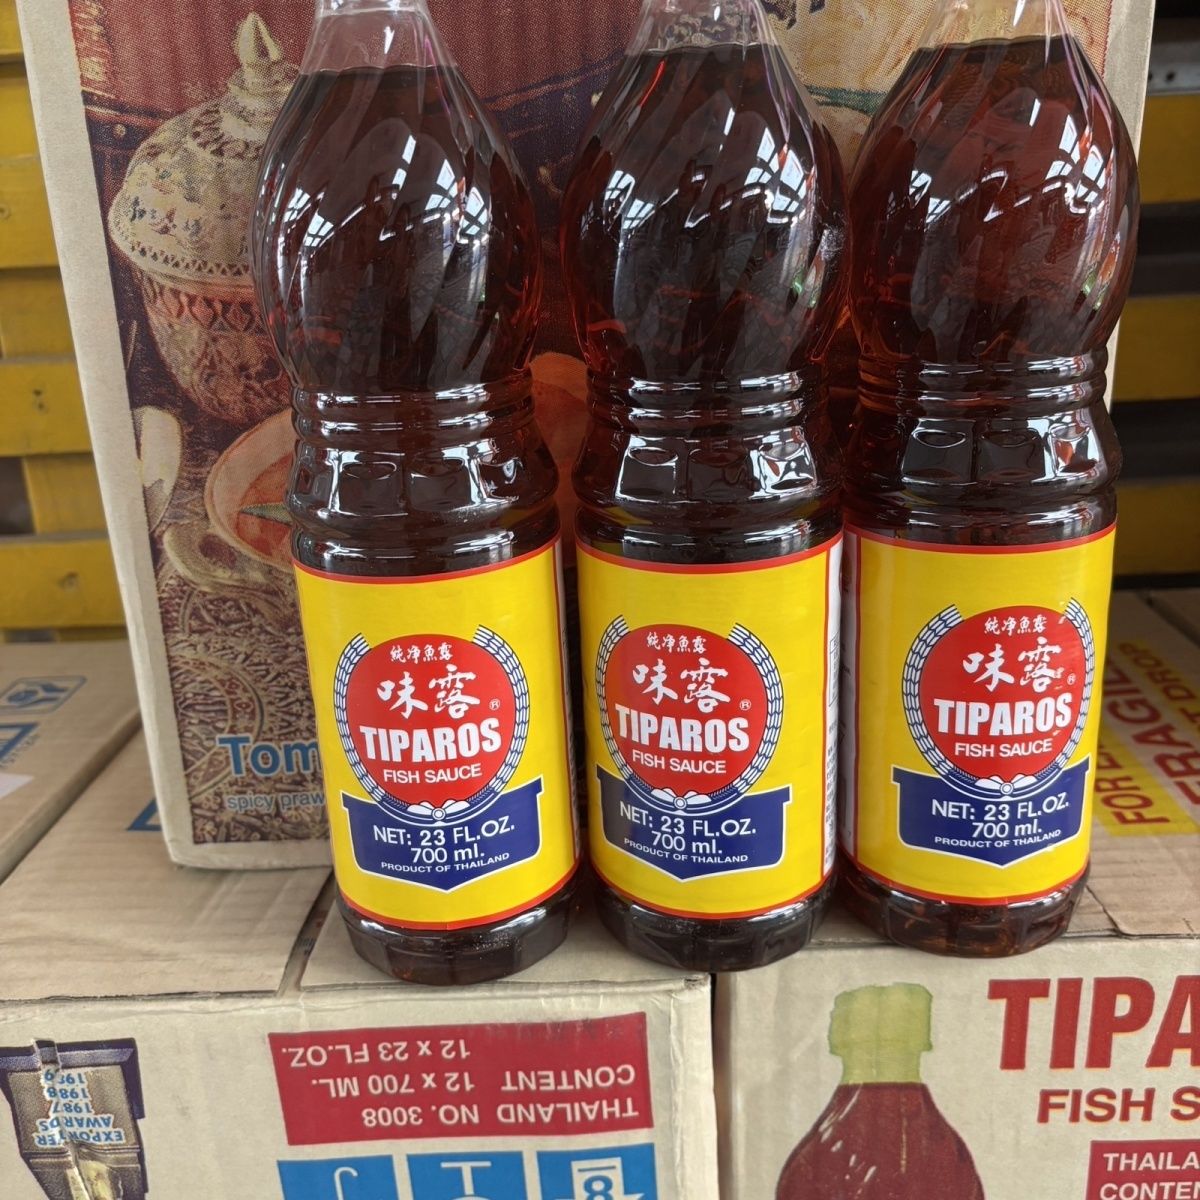 純净魚露
味露
®
TIPAROS
FISH SAUCE
NET: 23 FL.OZ.
700 ml.
PRODUCT OF THAILAND
純净魚露
味露
®
TIPAROS
FISH SAUCE
NET: 23 FL.OZ.
700 ml.
PRODUCT OF THAILAND
純净魚露
味露
®
TIPAROS
FISH SAUCE
NET: 23 FL.OZ.
700 ml.
PRODUCT OF THAILAND
Tom
spicy praw
FRAGILE
THAILAND NO. 3008
CONTENT 12 x 700 ML.
12 x 23 FL.OZ.
EXPORTER
AWARDS
1987
1988
1989
8
TIPA
FISH S
THAILA
CONTE